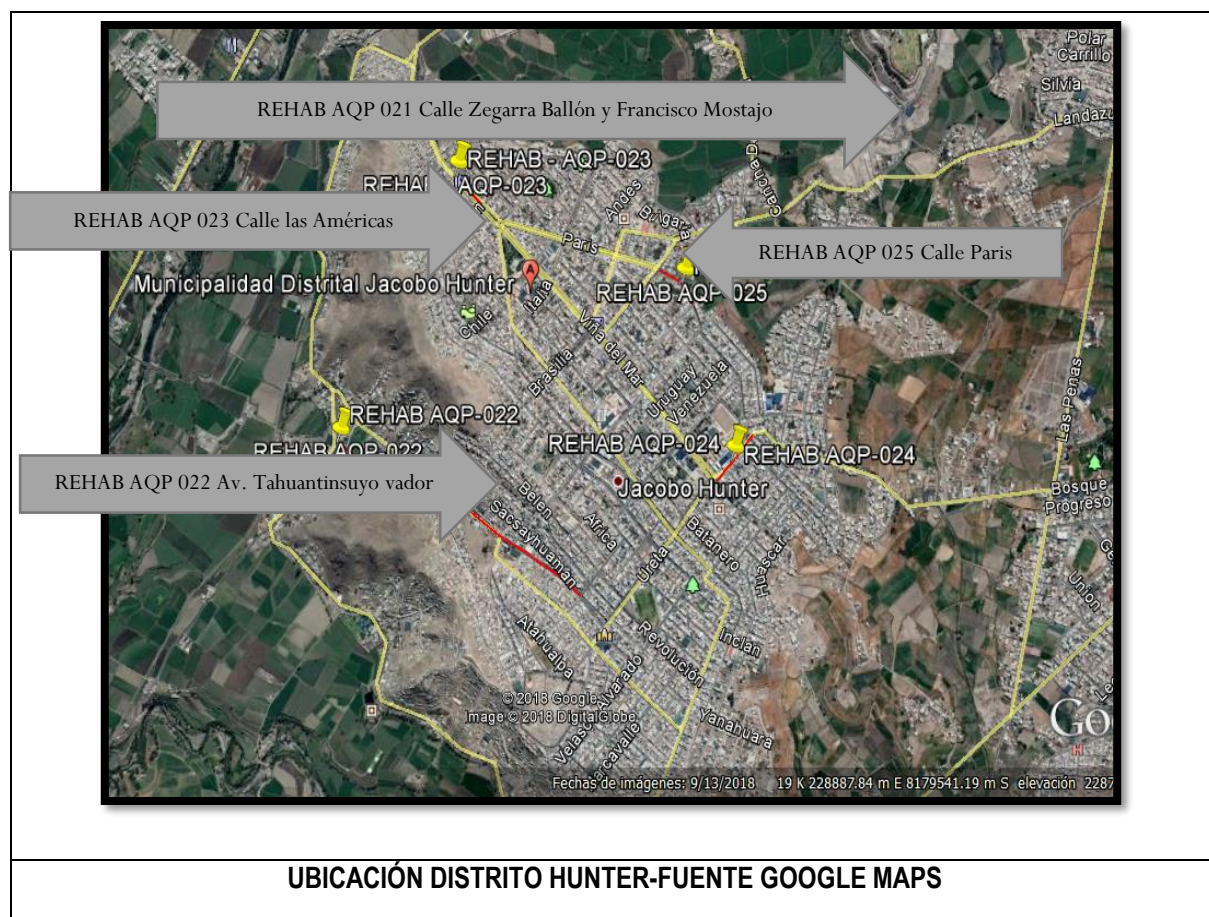 Polar
Carrillo
Silvia
REHAB AQP 021 Calle Zegarra Ballón y Francisco Mostajo
REHAB - AQP-023
AQP-023
Andes
Bulgaria
REHAB AQP 023 Calle las Américas
Paris
REHAB AQP 025 Calle Paris
Municipalidad Distrital Jacobo Hunter
A
Italia
REHAB AQP-025
Chile
Viña del Mar
Brasilia
Uruguay
Venezuela
Las Penas
REHAB AQP-022
REHAB AQP-022
REHAB AQP-024
REHAB AQP-024
REHAB AQP 022 Av. Tahuantinsuyo vador
Jacobo Hunter
Bosque
Progreso
Belen
Africa
Sacsayhuaman
Batanero
Huascar
Ureta
Union
Inclan
Atahualpa
Revolución
© 2018 Google
Image © 2018 DigitalGlobe
Velasco Alvarado
Yanahuara
Fechas de imágenes: 9/13/2018 19 K 228887.84 m E 8179541.19 m S elevación 2287
UBICACIÓN DISTRITO HUNTER-FUENTE GOOGLE MAPS